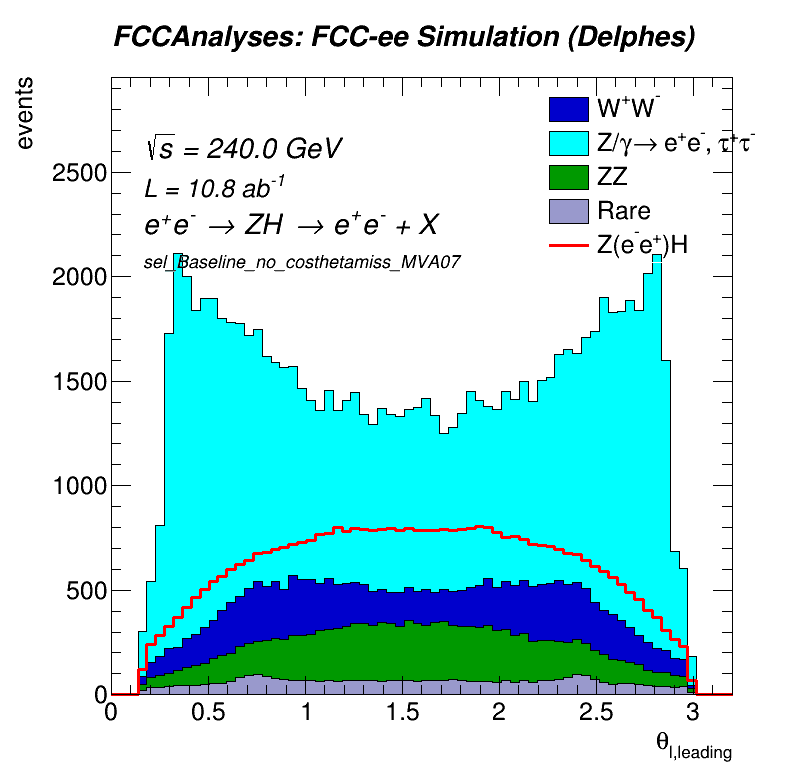 FCCAnalyses: FCC-ee Simulation (Delphes)
events
√s = 240.0 GeV
L = 10.8 ab⁻¹
e⁺e⁻ → ZH → e⁺e⁻ + X
sel_Baseline_no_costhetamiss_MVA07
W⁺W⁻
Z/γ→ e⁺e⁻, τ⁺τ⁻
ZZ
Rare
Z(e⁻e⁺)H
2500
2000
1500
1000
500
0
0 0.5 1 1.5 2 2.5 3
θl,leading